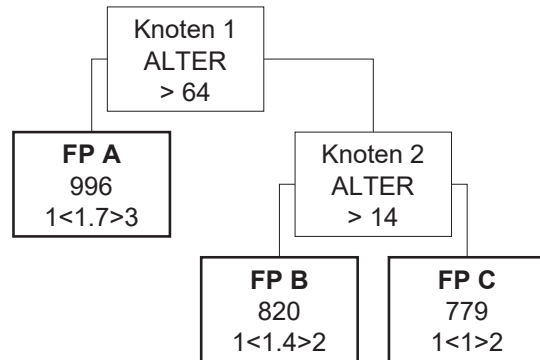 Knoten 1
ALTER
> 64
FP A
996
1<1.7>3
Knoten 2
ALTER
> 14
FP B
820
1<1.4>2
FP C
779
1<1>2